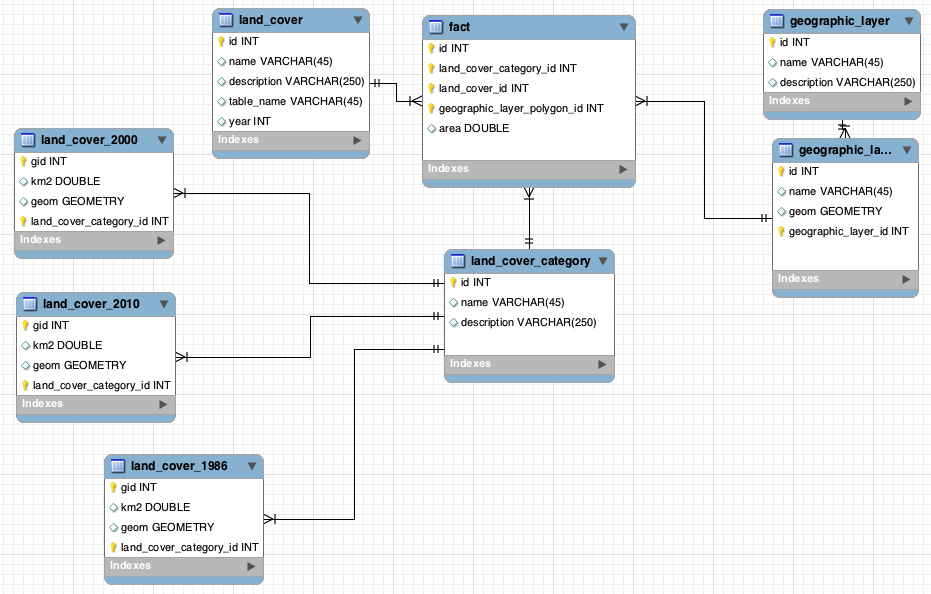 land_cover
id INT
name VARCHAR(45)
description VARCHAR(250)
table_name VARCHAR(45)
year INT
Indexes
fact
id INT
land_cover_category_id INT
land_cover_id INT
geographic_layer_polygon_id INT
area DOUBLE
Indexes
geographic_layer
id INT
name VARCHAR(45)
description VARCHAR(250)
Indexes
land_cover_2000
gid INT
km2 DOUBLE
geom GEOMETRY
land_cover_category_id INT
Indexes
geographic_la...
id INT
name VARCHAR(45)
geom GEOMETRY
geographic_layer_id INT
Indexes
land_cover_category
id INT
name VARCHAR(45)
description VARCHAR(250)
Indexes
land_cover_2010
gid INT
km2 DOUBLE
geom GEOMETRY
land_cover_category_id INT
Indexes
land_cover_1986
gid INT
km2 DOUBLE
geom GEOMETRY
land_cover_category_id INT
Indexes